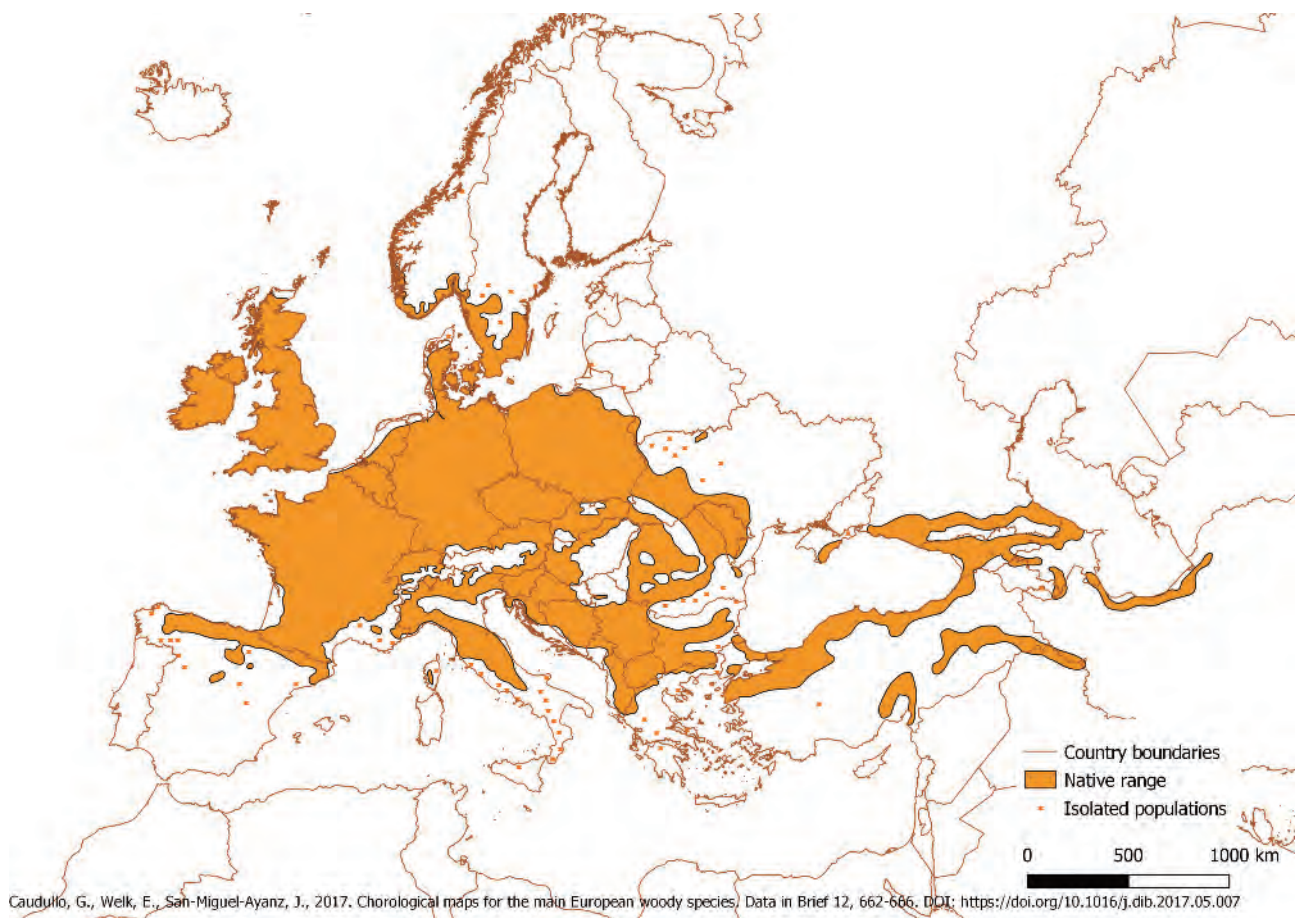 Country boundaries
Native range
Isolated populations
0 500 1000 km
Caudullo, G., Welk, E., San-Miguel-Ayanz, J., 2017. Chorological maps for the main European woody species. Data in Brief 12, 662-666. DOI: https://doi.org/10.1016/j.dib.2017.05.007